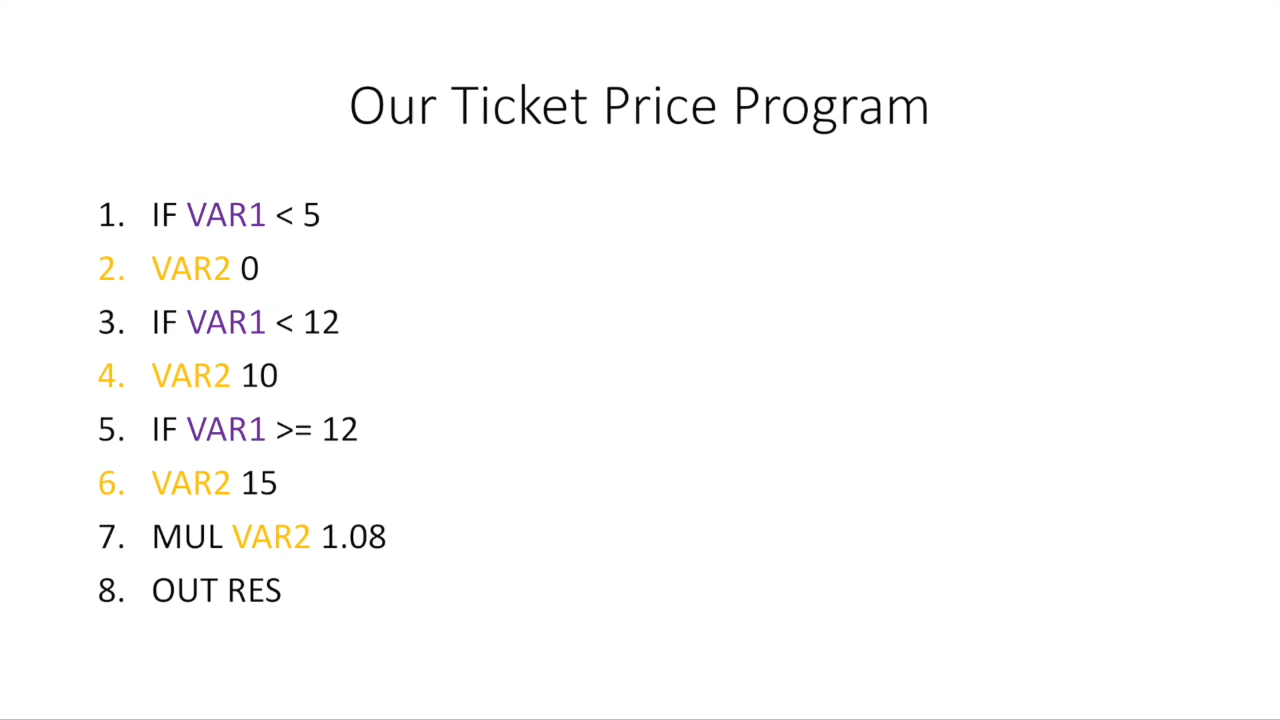 Our Ticket Price Program
1. IF VAR1 < 5
2. VAR2 0
3. IF VAR1 < 12
4. VAR2 10
5. IF VAR1 >= 12
6. VAR2 15
7. MUL VAR2 1.08
8. OUT RES